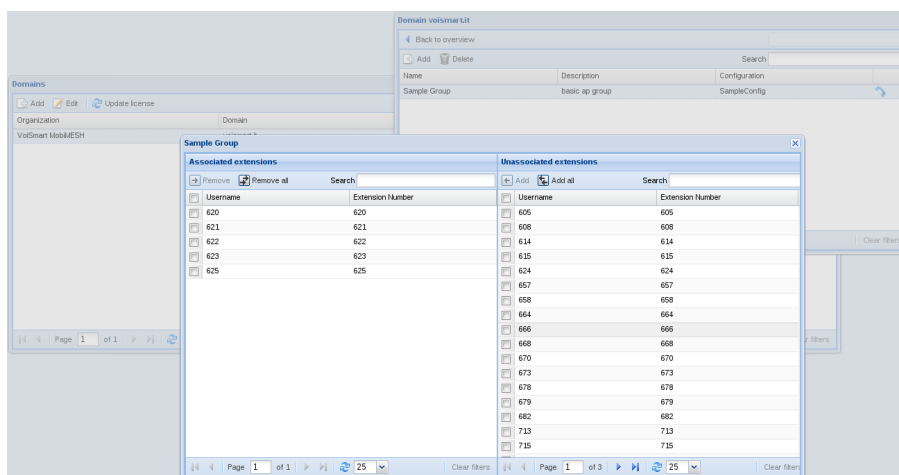 Domain voismart.it
Back to overview
Add Delete Search
Name Description Configuration
Sample Group basic ap group SampleConfig
Clear filters
Domains
Add Edit Update license
Organization Domain
VoiSmart MobiMESH voismart.it
Page 1 of 1
Sample Group
Associated extensions
Remove Remove all Search
Username Extension Number
620 620
621 621
622 622
623 623
625 625
Page 1 of 1 25 Clear filters
Unassociated extensions
Add Add all Search
Username Extension Number
605 605
608 608
614 614
615 615
624 624
657 657
658 658
664 664
666 666
668 668
670 670
673 673
678 678
679 679
682 682
713 713
715 715
Page 1 of 3 25 Clear filters